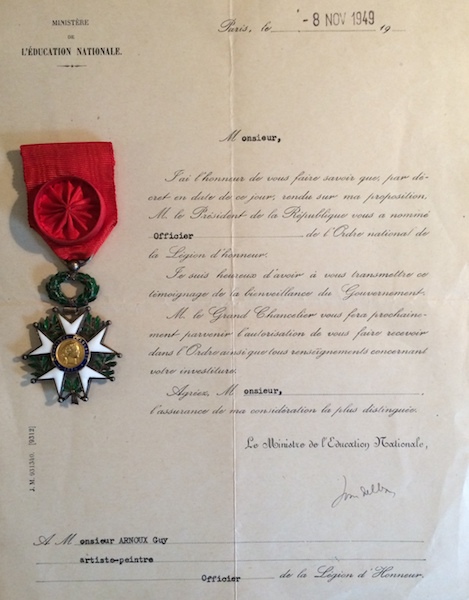 MINISTÈRE
DE
L'ÉDUCATION NATIONALE.
Paris, le - 8 NOV 1949 19
Monsieur,
J'ai l'honneur de vous faire savoir que, par dé-
cret en date de ce jour, rendu sur ma proposition,
M. le Président de la République vous a nommé
Officier de l'Ordre national de
la Légion d'honneur.
Je suis heureux d'avoir à vous transmettre ce
témoignage de la bienveillance du Gouvernement.
M. le Grand Chancelier vous fera prochaine-
ment parvenir l'autorisation de vous faire recevoir
dans l'Ordre ainsi que tous renseignements concernant
votre investiture.
Agréez, Monsieur,
l'assurance de ma considération la plus distinguée.
Le Ministre de l'Education Nationale,
J. M. 931340. [9312]
A Monsieur ARNOUX Guy
artiste-peintre
Officier de la Légion d'Honneur.